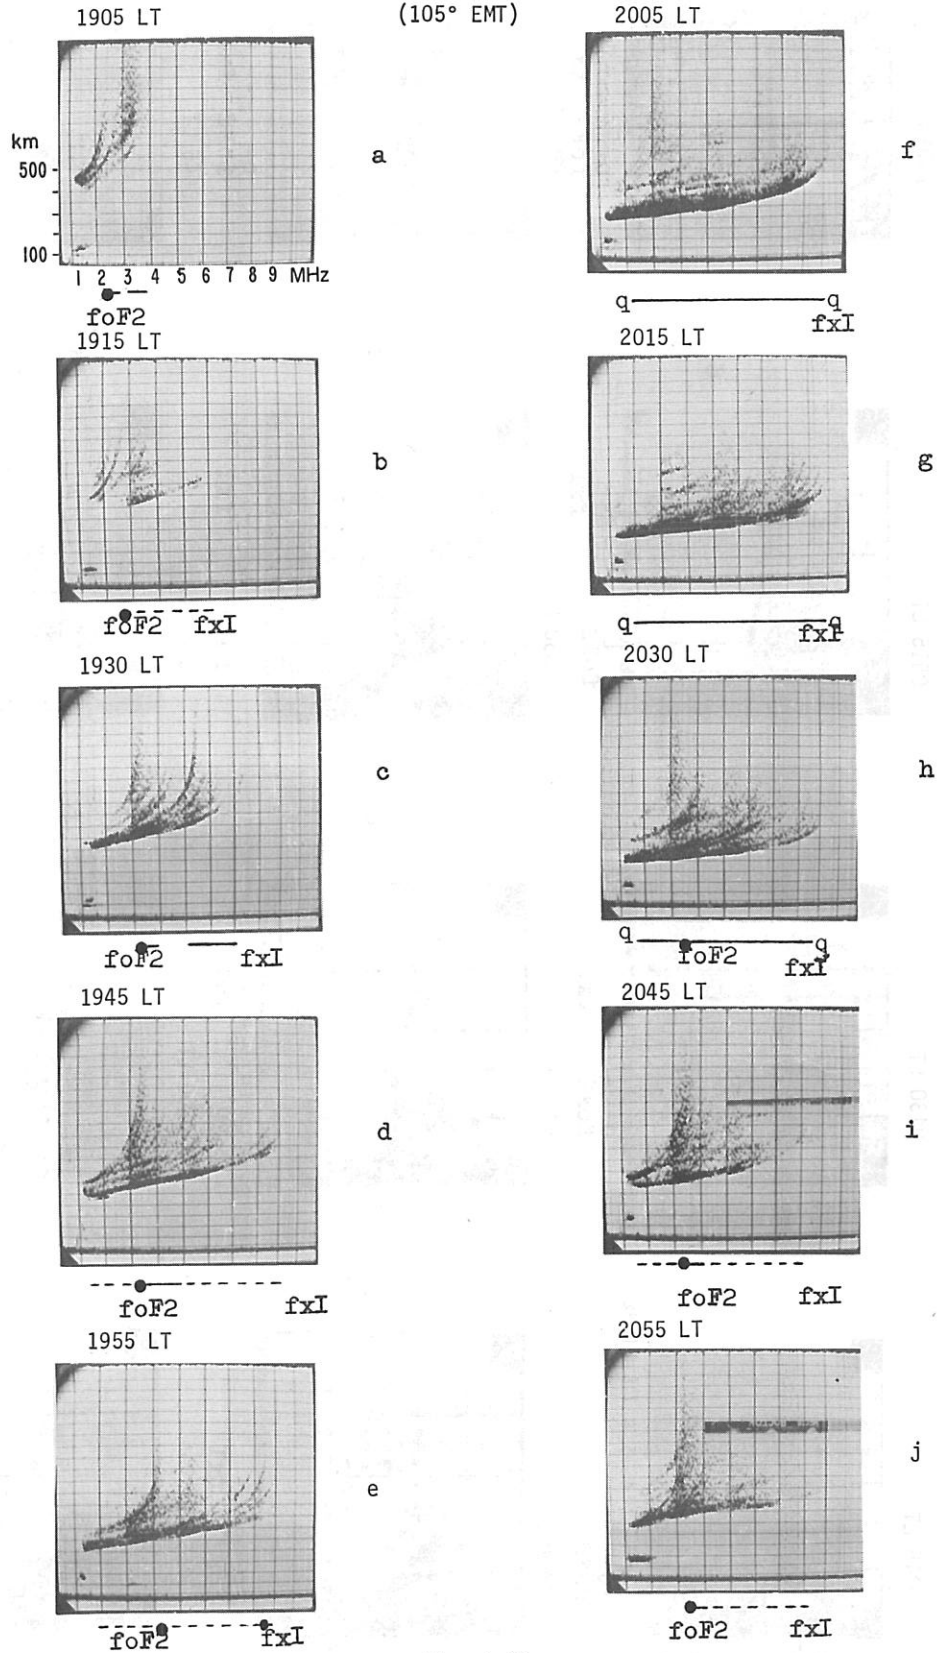 1905 LT
(105° EMT)
2005 LT
km
500
100
1 2 3 4 5 6 7 8 9 MHz
a
f
foF2
q q
fxI
1915 LT
2015 LT
b
g
foF2 fxI
q q
fxI
1930 LT
2030 LT
c
h
foF2 fxI
q q
foF2 fxI
1945 LT
2045 LT
d
i
foF2 fxI
foF2 fxI
1955 LT
2055 LT
e
j
foF2 fxI
foF2 fxI